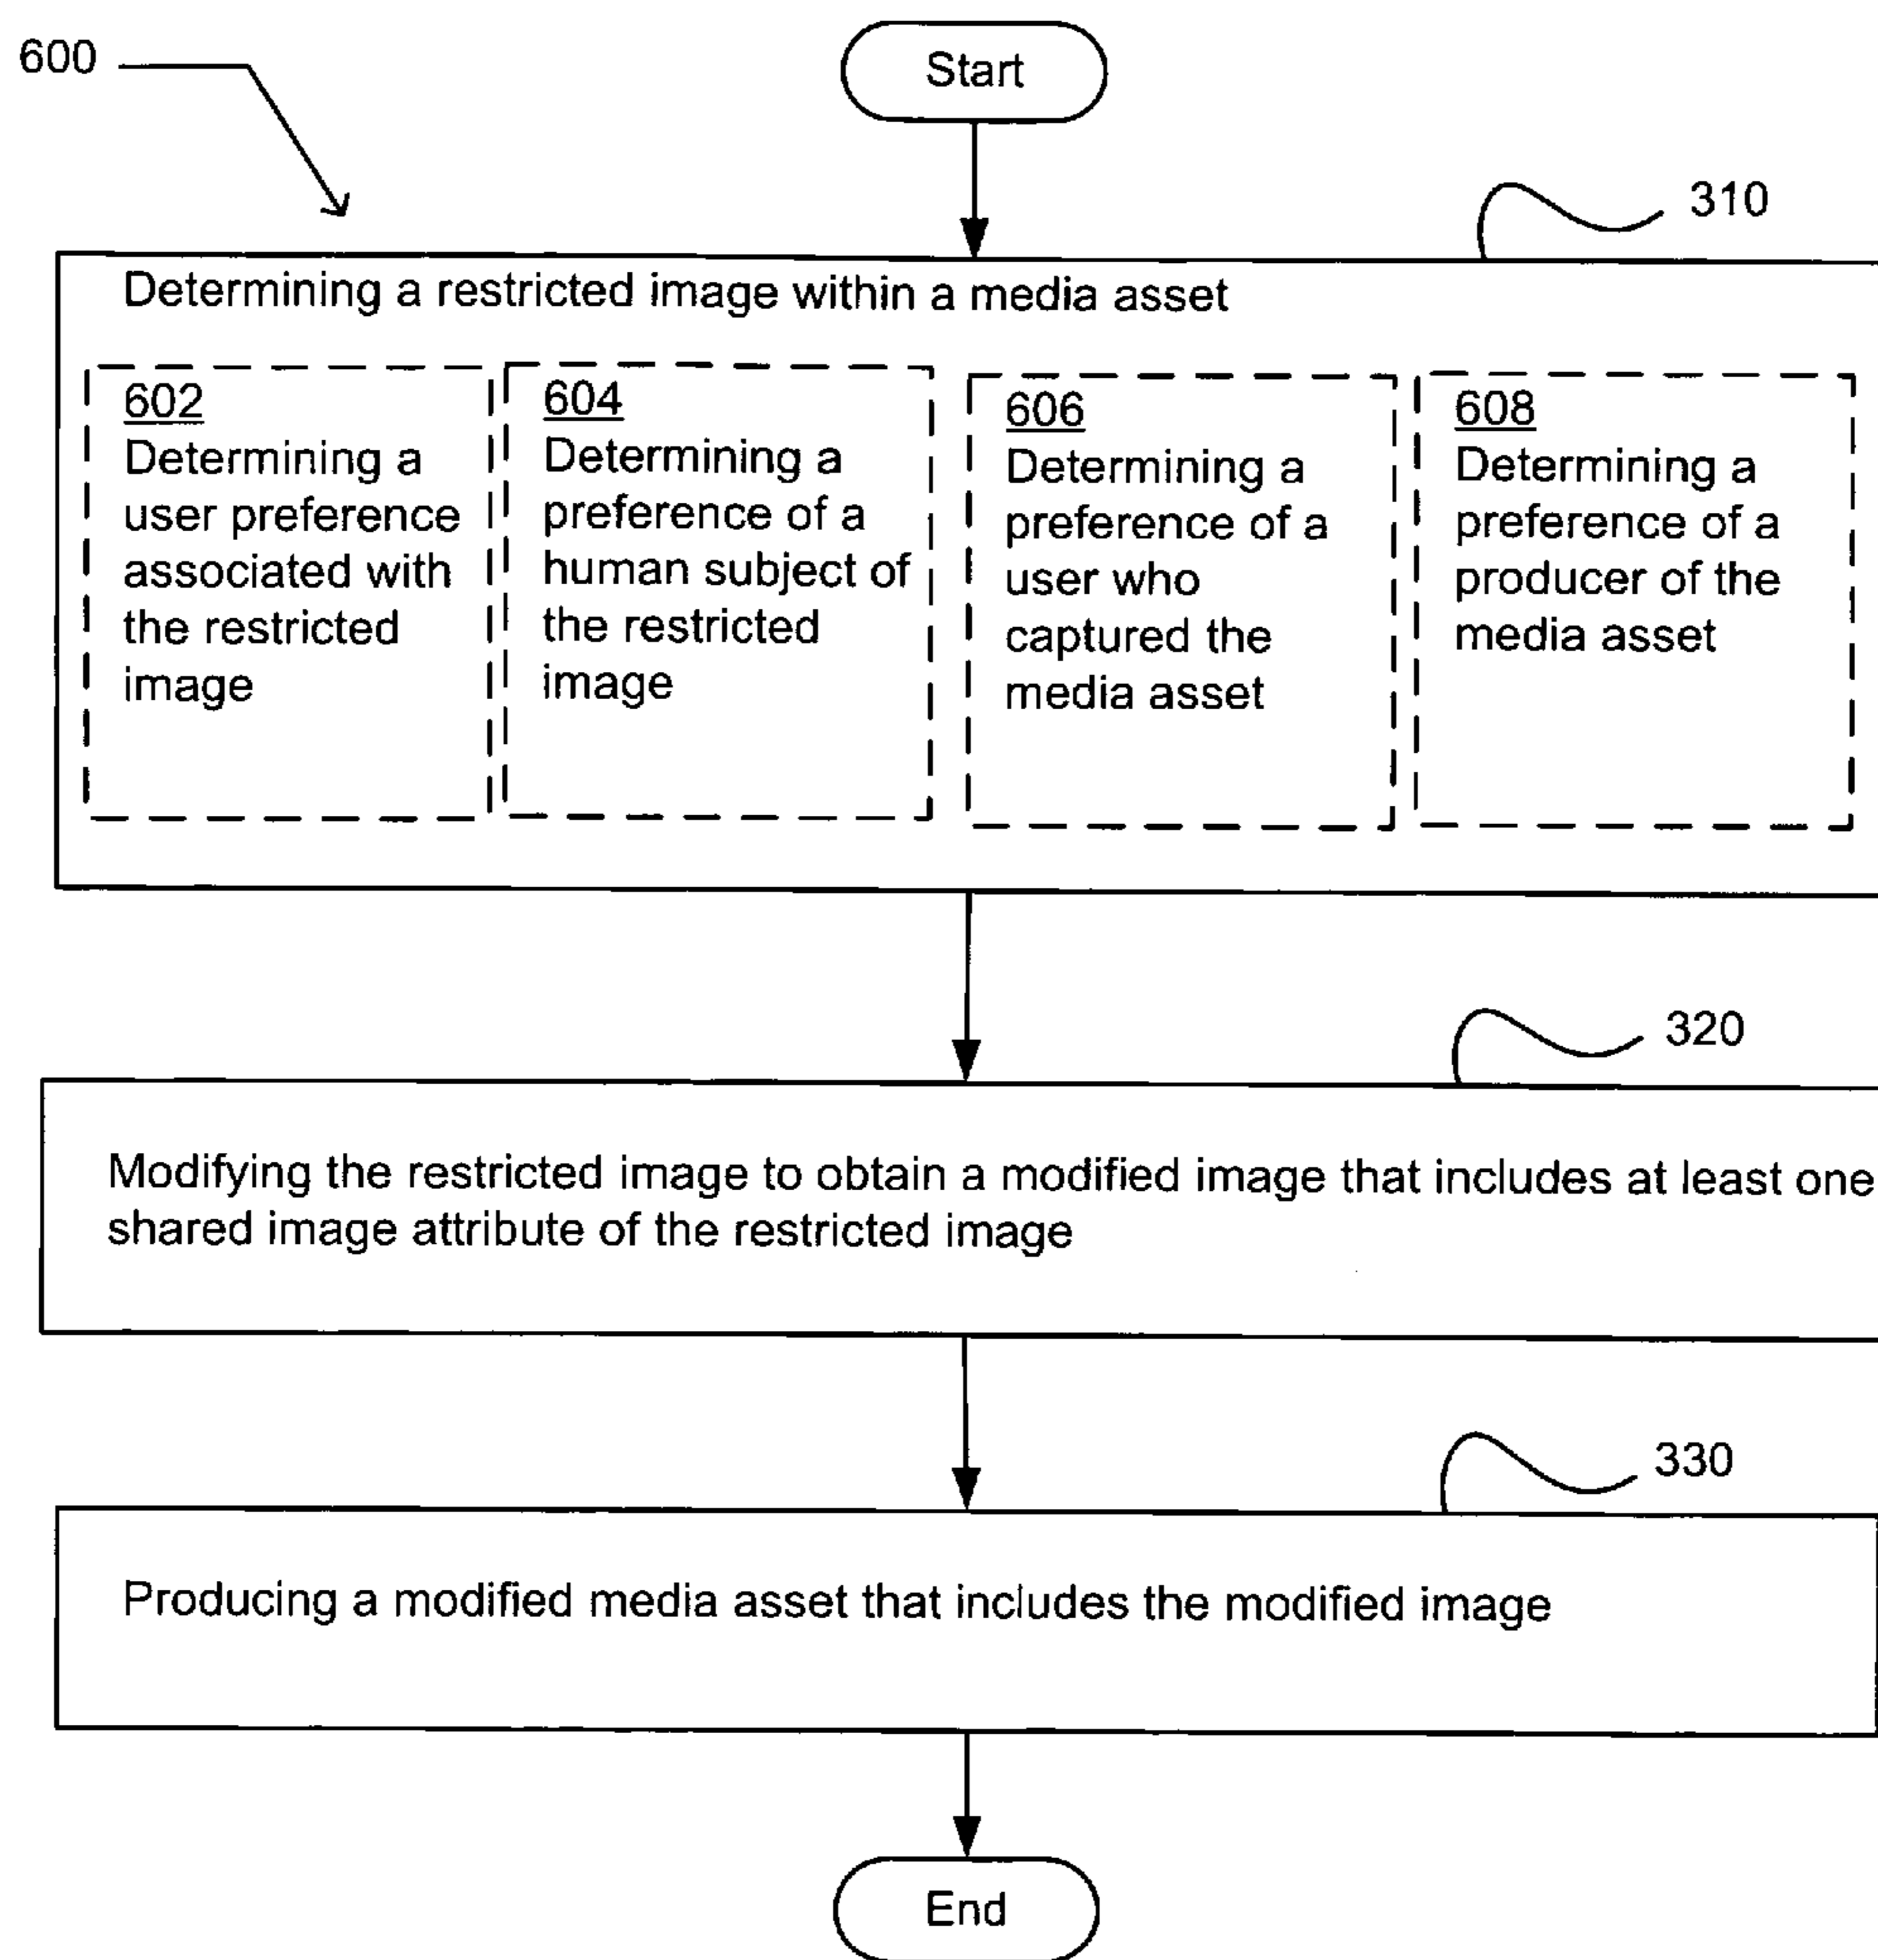 600
Start
310
Determining a restricted image within a media asset
602
Determining a
user preference
associated with
the restricted
image
604
Determining a
preference of a
human subject of
the restricted
image
606
Determining a
preference of a
user who
captured the
media asset
608
Determining a
preference of a
producer of the
media asset
320
Modifying the restricted image to obtain a modified image that includes at least one
shared image attribute of the restricted image
330
Producing a modified media asset that includes the modified image
End